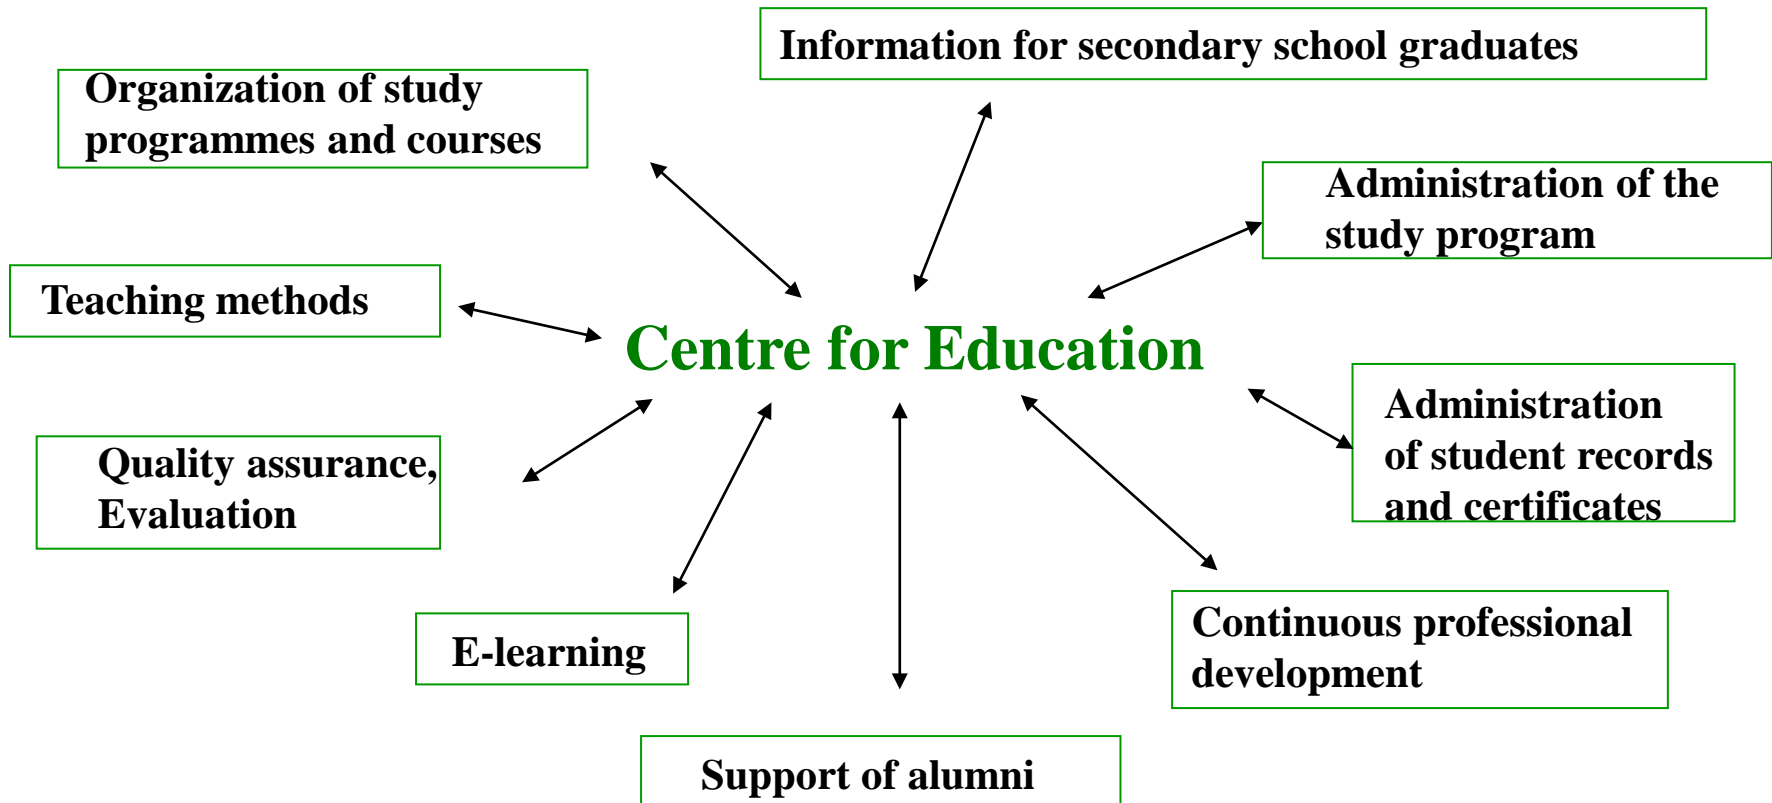 Information for secondary school graduates
Organization of study
programmes and courses
Administration of the
study program
Teaching methods
Centre for Education
Administration
of student records
and certificates
Quality assurance,
Evaluation
E-learning
Continuous professional
development
Support of alumni